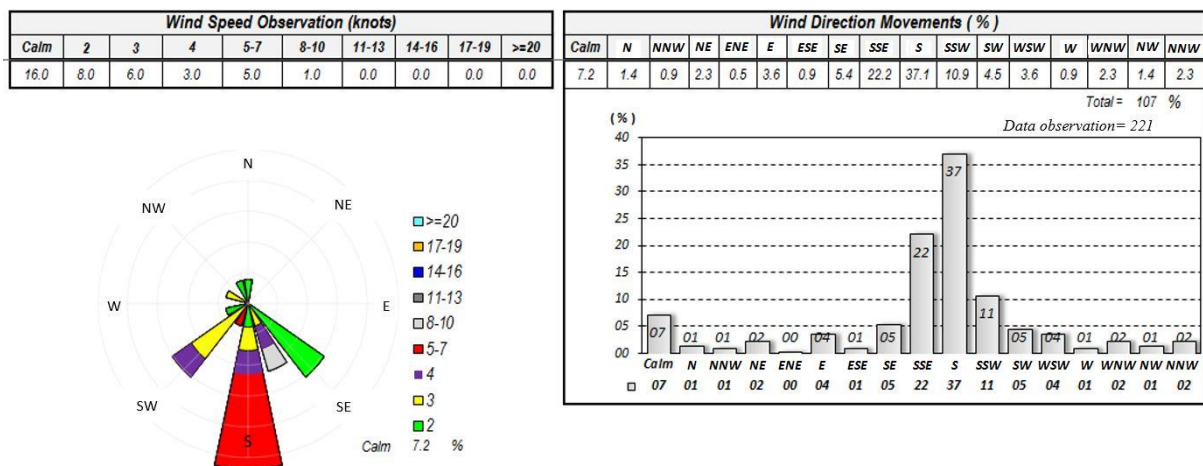 Wind Speed Observation (knots)
Calm 2 3 4 5-7 8-10 11-13 14-16 17-19 >=20
16.0 8.0 6.0 3.0 5.0 1.0 0.0 0.0 0.0 0.0
Wind Direction Movements ( % )
Calm N NNW NE ENE E ESE SE SSE S SSW SW WSW W WNW NW NNW
7.2 1.4 0.9 2.3 0.5 3.6 0.9 5.4 22.2 37.1 10.9 4.5 3.6 0.9 2.3 1.4 2.3
Total = 107 %
N
NE
E
SE
S
SW
W
NW
>=20
17-19
14-16
11-13
8-10
5-7
4
3
2
Calm 7.2 %
( % )
Data observation= 221
40
35
30
25
20
15
10
05
00
07 01 01 02 00 04 01 05 22 37 11 05 04 01 02 01 02
Calm N NNW NE ENE E ESE SE SSE S SSW SW WSW W WNW NW NNW
07 01 01 02 00 04 01 05 22 37 11 05 04 01 02 01 02